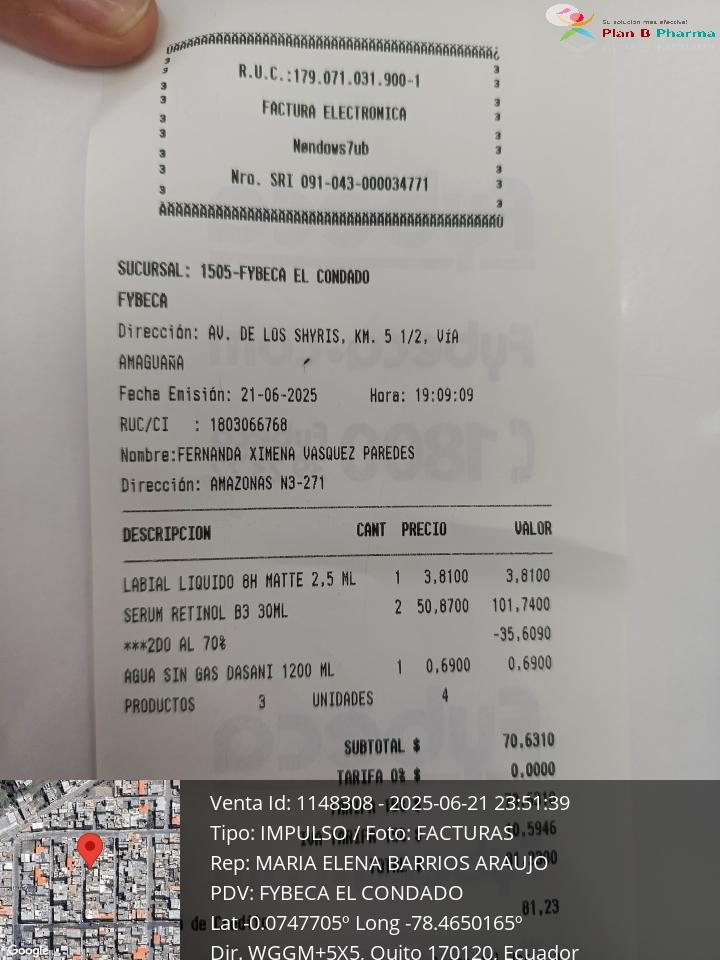 Su solución más efectiva!
Plan B Pharma
R.U.C.:179.071.031.900-1
FACTURA ELECTRONICA
Nendows7ub
Nro. SRI 091-043-000034771
SUCURSAL: 1505-FYBECA EL CONDADO
FYBECA
Dirección: AV. DE LOS SHYRIS, KM. 5 1/2, VíA
AMAGUAñA
Fecha Emisión: 21-06-2025 Hora: 19:09:09
RUC/CI : 1803066768
Nombre:FERNANDA XIMENA VASQUEZ PAREDES
Dirección: AMAZONAS N3-271
DESCRIPCION CANT PRECIO VALOR
LABIAL LIQUIDO 8H MATTE 2,5 ML 1 3,8100 3,8100
SERUM RETINOL B3 30ML 2 50,8700 101,7400
***2DO AL 70% -35,6090
AGUA SIN GAS DASANI 1200 ML 1 0,6900 0,6900
PRODUCTOS 3 UNIDADES 4
SUBTOTAL $ 70,6310
TARIFA 0% $ 0,0000
Venta Id: 1148308 - 2025-06-21 23:51:39
Tipo: IMPULSO / Foto: FACTURAS
Rep: MARIA ELENA BARRIOS ARAUJO
PDV: FYBECA EL CONDADO
81,23
Lat -0.0747705º Long -78.4650165º
Dir. WGGM+5X5, Quito 170120, Ecuador
Google